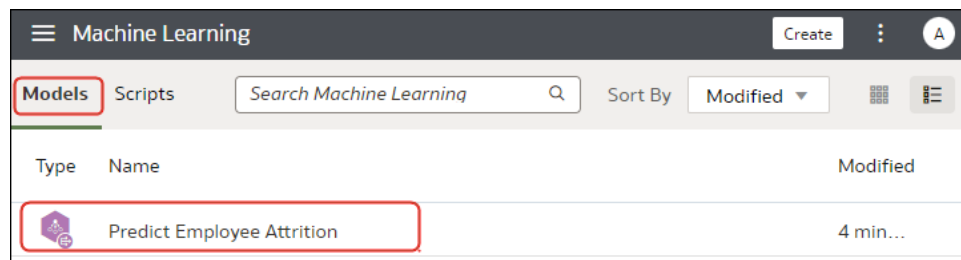 Machine Learning Create A
Models Scripts Search Machine Learning Sort By Modified
Type Name Modified
Predict Employee Attrition 4 min...